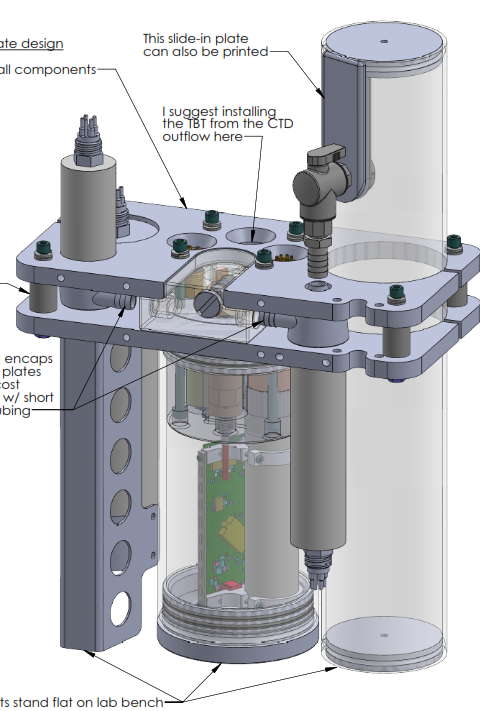 ate design
all components
This slide-in plate
can also be printed
I suggest installing
the TBT from the CTD
outflow here
encaps
plates
cost
w/ short
ubing
ts stand flat on lab bench